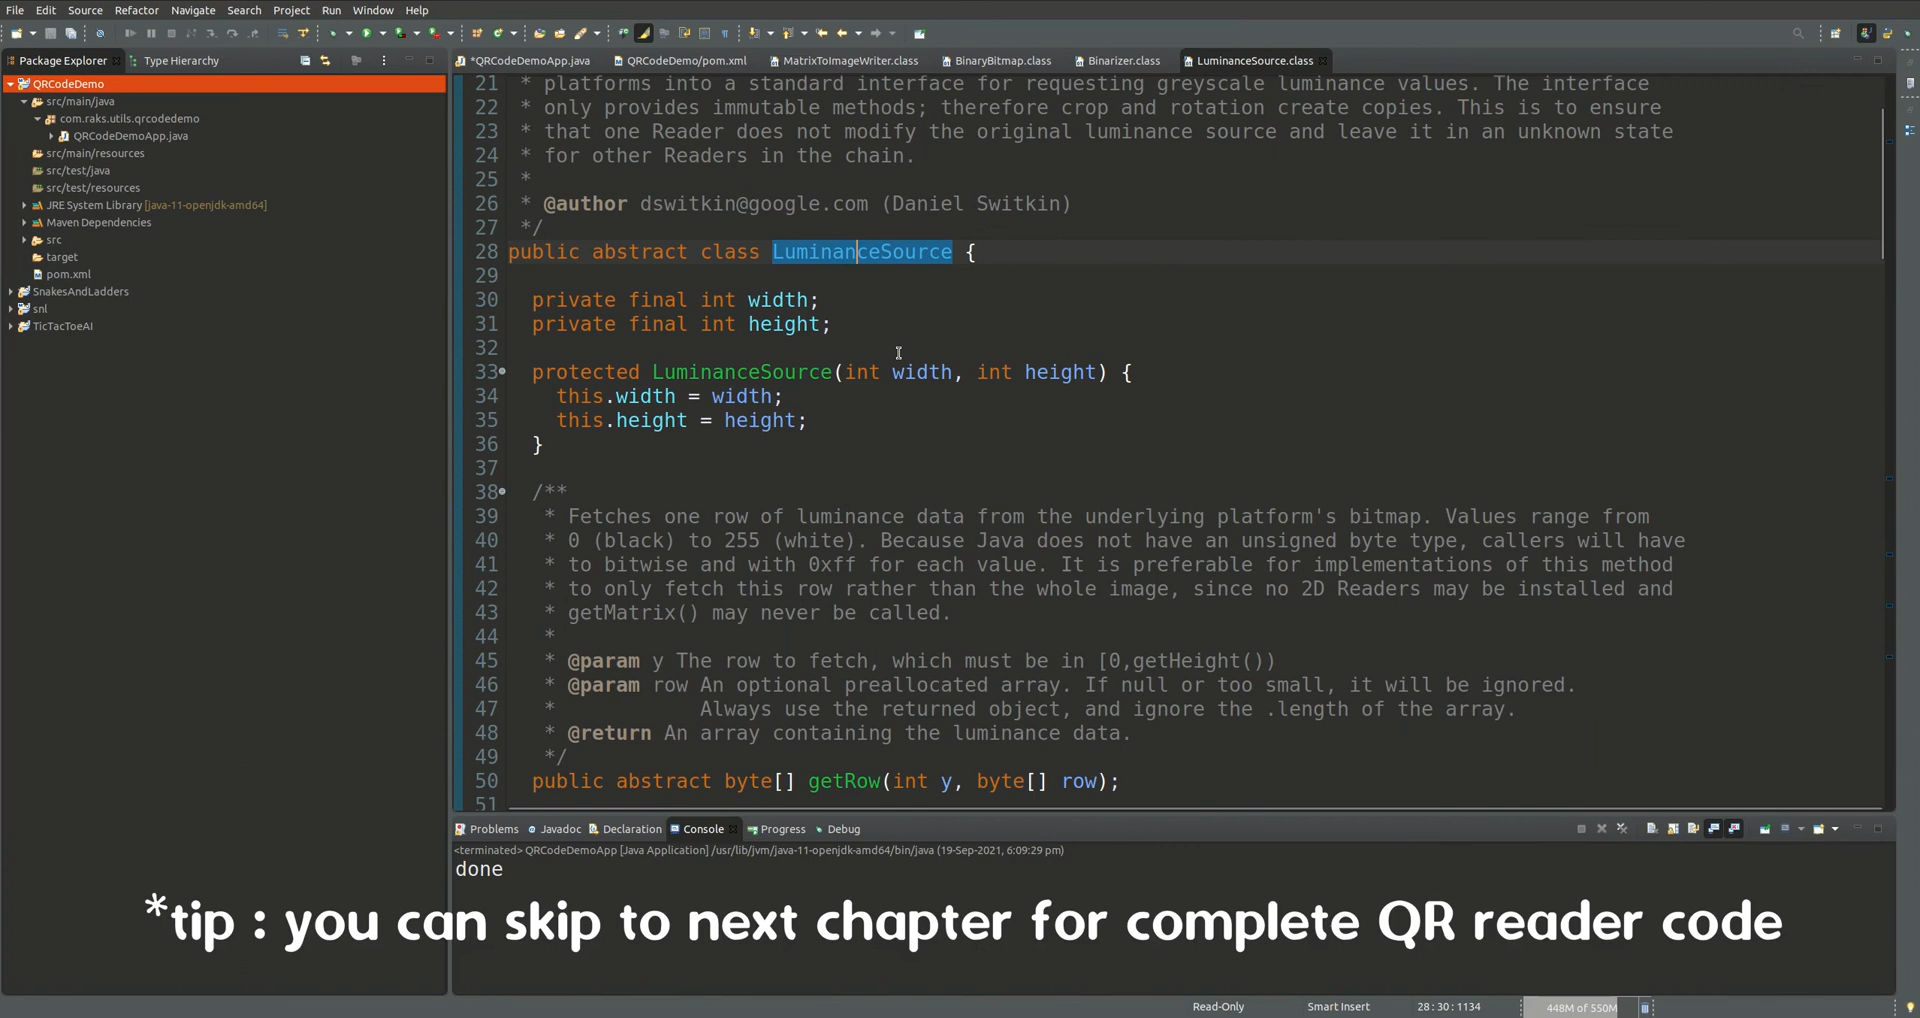 File Edit Source Refactor Navigate Search Project Run Window Help
Package Explorer Type Hierarchy
QRCodeDemo
src/main/java
com.raks.utils.qrcodedemo
QRCodeDemoApp.java
src/main/resources
src/test/java
src/test/resources
JRE System Library [java-11-openjdk-amd64]
Maven Dependencies
src
target
pom.xml
SnakesAndLadders
snl
TicTacToeAI
*QRCodeDemoApp.java QRCodeDemo/pom.xml MatrixToImageWriter.class BinaryBitmap.class Binarizer.class LuminanceSource.class
21 * platforms into a standard interface for requesting greyscale luminance values. The interface
22 * only provides immutable methods; therefore crop and rotation create copies. This is to ensure
23 * that one Reader does not modify the original luminance source and leave it in an unknown state
24 * for other Readers in the chain.
25 *
26 * @author dswitkin@google.com (Daniel Switkin)
27 */
28 public abstract class LuminanceSource {
29
30 private final int width;
31 private final int height;
32
33 protected LuminanceSource(int width, int height) {
34 this.width = width;
35 this.height = height;
36 }
37
38 /**
39 * Fetches one row of luminance data from the underlying platform's bitmap. Values range from
40 * 0 (black) to 255 (white). Because Java does not have an unsigned byte type, callers will have
41 * to bitwise and with 0xff for each value. It is preferable for implementations of this method
42 * to only fetch this row rather than the whole image, since no 2D Readers may be installed and
43 * getMatrix() may never be called.
44 *
45 * @param y The row to fetch, which must be in [0,getHeight())
46 * @param row An optional preallocated array. If null or too small, it will be ignored.
47 * Always use the returned object, and ignore the .length of the array.
48 * @return An array containing the luminance data.
49 */
50 public abstract byte[] getRow(int y, byte[] row);
51
Problems Javadoc Declaration Console Progress Debug
<terminated> QRCodeDemoApp [Java Application] /usr/lib/jvm/java-11-openjdk-amd64/bin/java (19-Sep-2021, 6:09:29 pm)
done
*tip : you can skip to next chapter for complete QR reader code
Read-Only Smart Insert 28 : 30 : 1134 448M of 550M